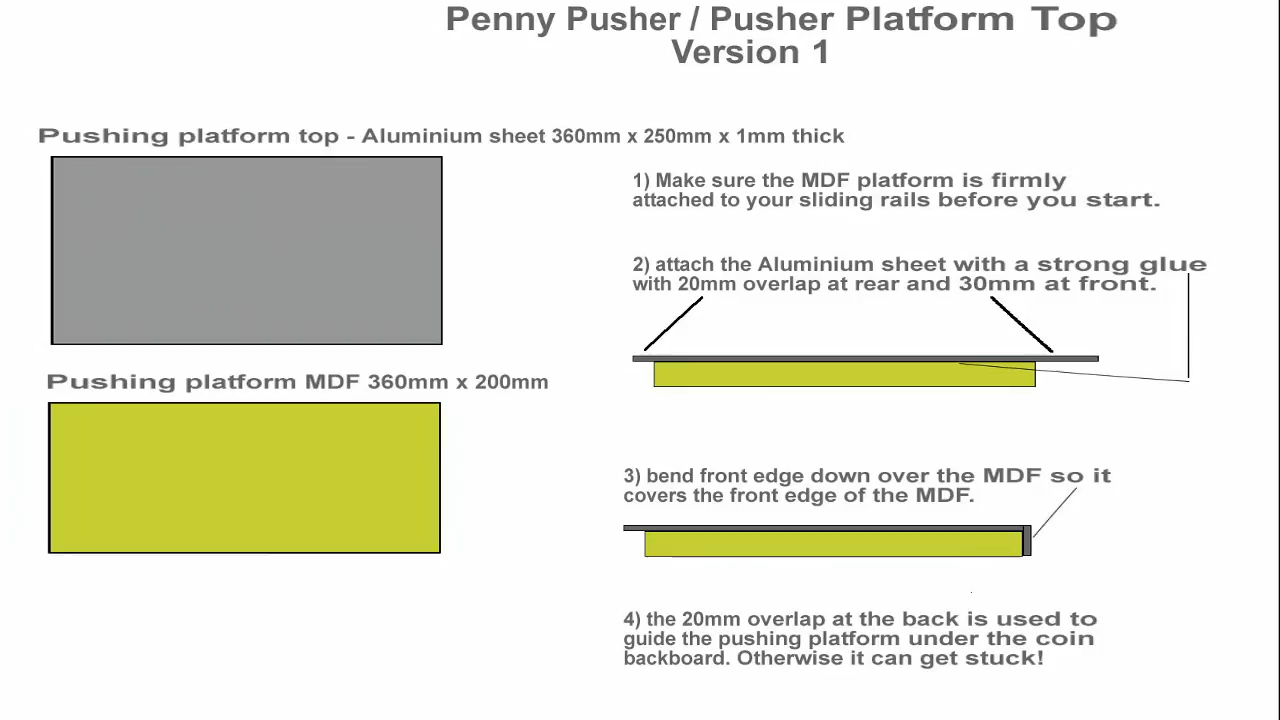 Penny Pusher / Pusher Platform Top
Version 1
Pushing platform top - Aluminium sheet 360mm x 250mm x 1mm thick
1) Make sure the MDF platform is firmly
attached to your sliding rails before you start.
2) attach the Aluminium sheet with a strong glue
with 20mm overlap at rear and 30mm at front.
Pushing platform MDF 360mm x 200mm
3) bend front edge down over the MDF so it
covers the front edge of the MDF.
4) the 20mm overlap at the back is used to
guide the pushing platform under the coin
backboard. Otherwise it can get stuck!